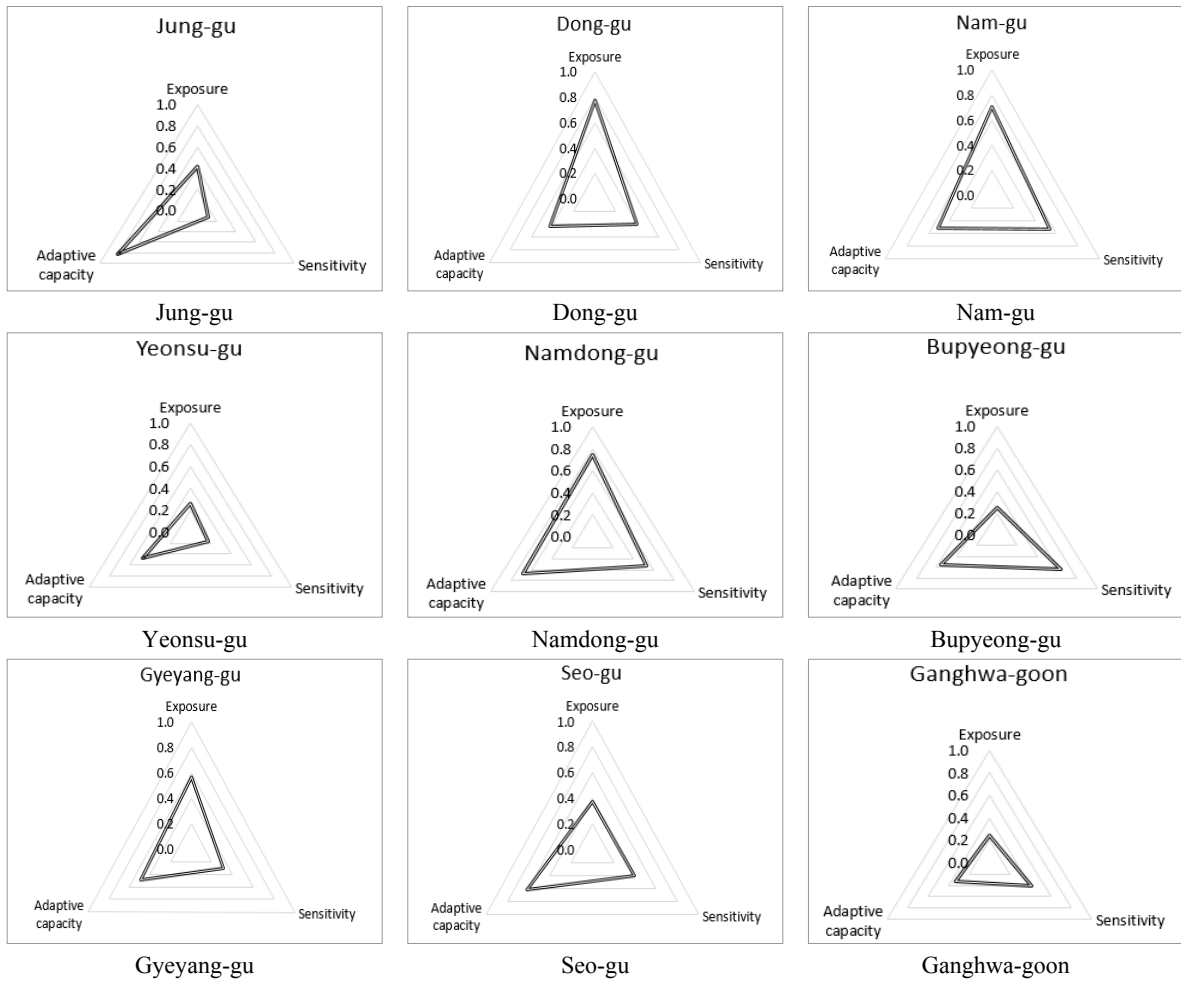 Jung-gu
Exposure
1.0
0.8
0.6
0.4
0.2
0.0
Adaptive
capacity
Sensitivity
Jung-gu
Dong-gu
Exposure
1.0
0.8
0.6
0.4
0.2
0.0
Adaptive
capacity
Sensitivity
Dong-gu
Nam-gu
Exposure
1.0
0.8
0.6
0.4
0.2
0.0
Adaptive
capacity
Sensitivity
Nam-gu
Yeonsu-gu
Exposure
1.0
0.8
0.6
0.4
0.2
0.0
Adaptive
capacity
Sensitivity
Yeonsu-gu
Namdong-gu
Exposure
1.0
0.8
0.6
0.4
0.2
0.0
Adaptive
capacity
Sensitivity
Namdong-gu
Bupyeong-gu
Exposure
1.0
0.8
0.6
0.4
0.2
0.0
Adaptive
capacity
Sensitivity
Bupyeong-gu
Gyeyang-gu
Exposure
1.0
0.8
0.6
0.4
0.2
0.0
Adaptive
capacity
Sensitivity
Gyeyang-gu
Seo-gu
Exposure
1.0
0.8
0.6
0.4
0.2
0.0
Adaptive
capacity
Sensitivity
Seo-gu
Ganghwa-goon
Exposure
1.0
0.8
0.6
0.4
0.2
0.0
Adaptive
capacity
Sensitivity
Ganghwa-goon